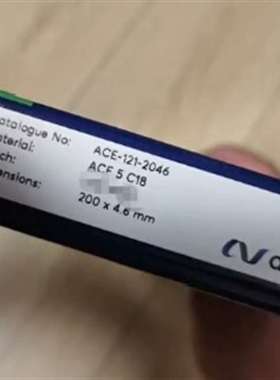 atalogue No: ACE-121-2046
aterial: ACE 5 C18
ch:
ensions: 200 x 4.6 mm